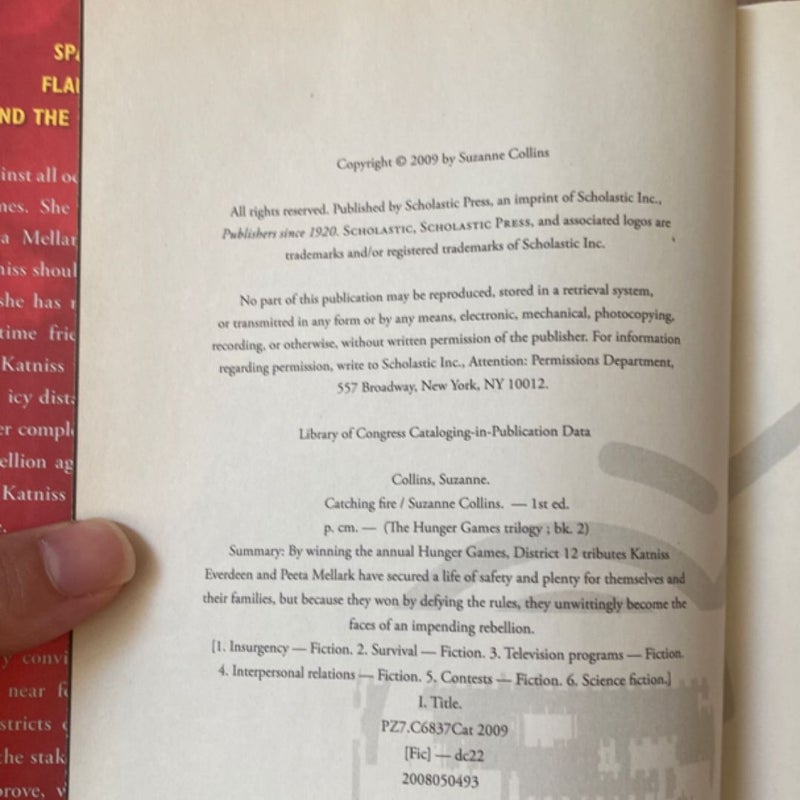 SP
FLA
ND THE
inst all o
nes. She
a Mellar
niss shoul
she has
time frie
Katniss
icy dist
er compl
ellion ag
Katniss
y convi
near f
stricts
the stak
prove, v
Copyright © 2009 by Suzanne Collins
All rights reserved. Published by Scholastic Press, an imprint of Scholastic Inc.,
Publishers since 1920. SCHOLASTIC, SCHOLASTIC PRESS, and associated logos are
trademarks and/or registered trademarks of Scholastic Inc.
No part of this publication may be reproduced, stored in a retrieval system,
or transmitted in any form or by any means, electronic, mechanical, photocopying,
recording, or otherwise, without written permission of the publisher. For information
regarding permission, write to Scholastic Inc., Attention: Permissions Department,
557 Broadway, New York, NY 10012.
Library of Congress Cataloging-in-Publication Data
Collins, Suzanne.
Catching fire / Suzanne Collins. — 1st ed.
p. cm. — (The Hunger Games trilogy ; bk. 2)
Summary: By winning the annual Hunger Games, District 12 tributes Katniss
Everdeen and Peeta Mellark have secured a life of safety and plenty for themselves and
their families, but because they won by defying the rules, they unwittingly become the
faces of an impending rebellion.
[1. Insurgency — Fiction. 2. Survival — Fiction. 3. Television programs — Fiction.
4. Interpersonal relations — Fiction. 5. Contests — Fiction. 6. Science fiction.]
I. Title.
PZ7.C6837Cat 2009
[Fic] — dc22
2008050493